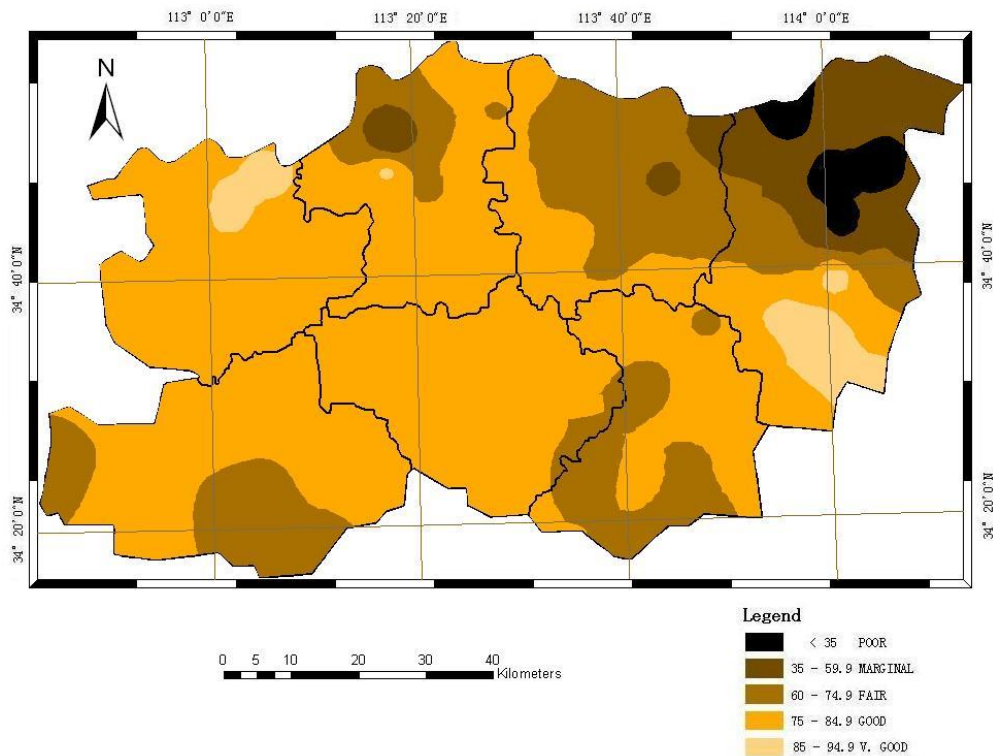 113° 0'0"E 113° 20'0"E 113° 40'0"E 114° 0'0"E
N
34° 40'0"N 34° 40'0"N
34° 20'0"N 34° 20'0"N
Legend
< 35 POOR
35 - 59.9 MARGINAL
60 - 74.9 FAIR
75 - 84.9 GOOD
85 - 94.9 V. GOOD
0 5 10 20 30 40
Kilometers